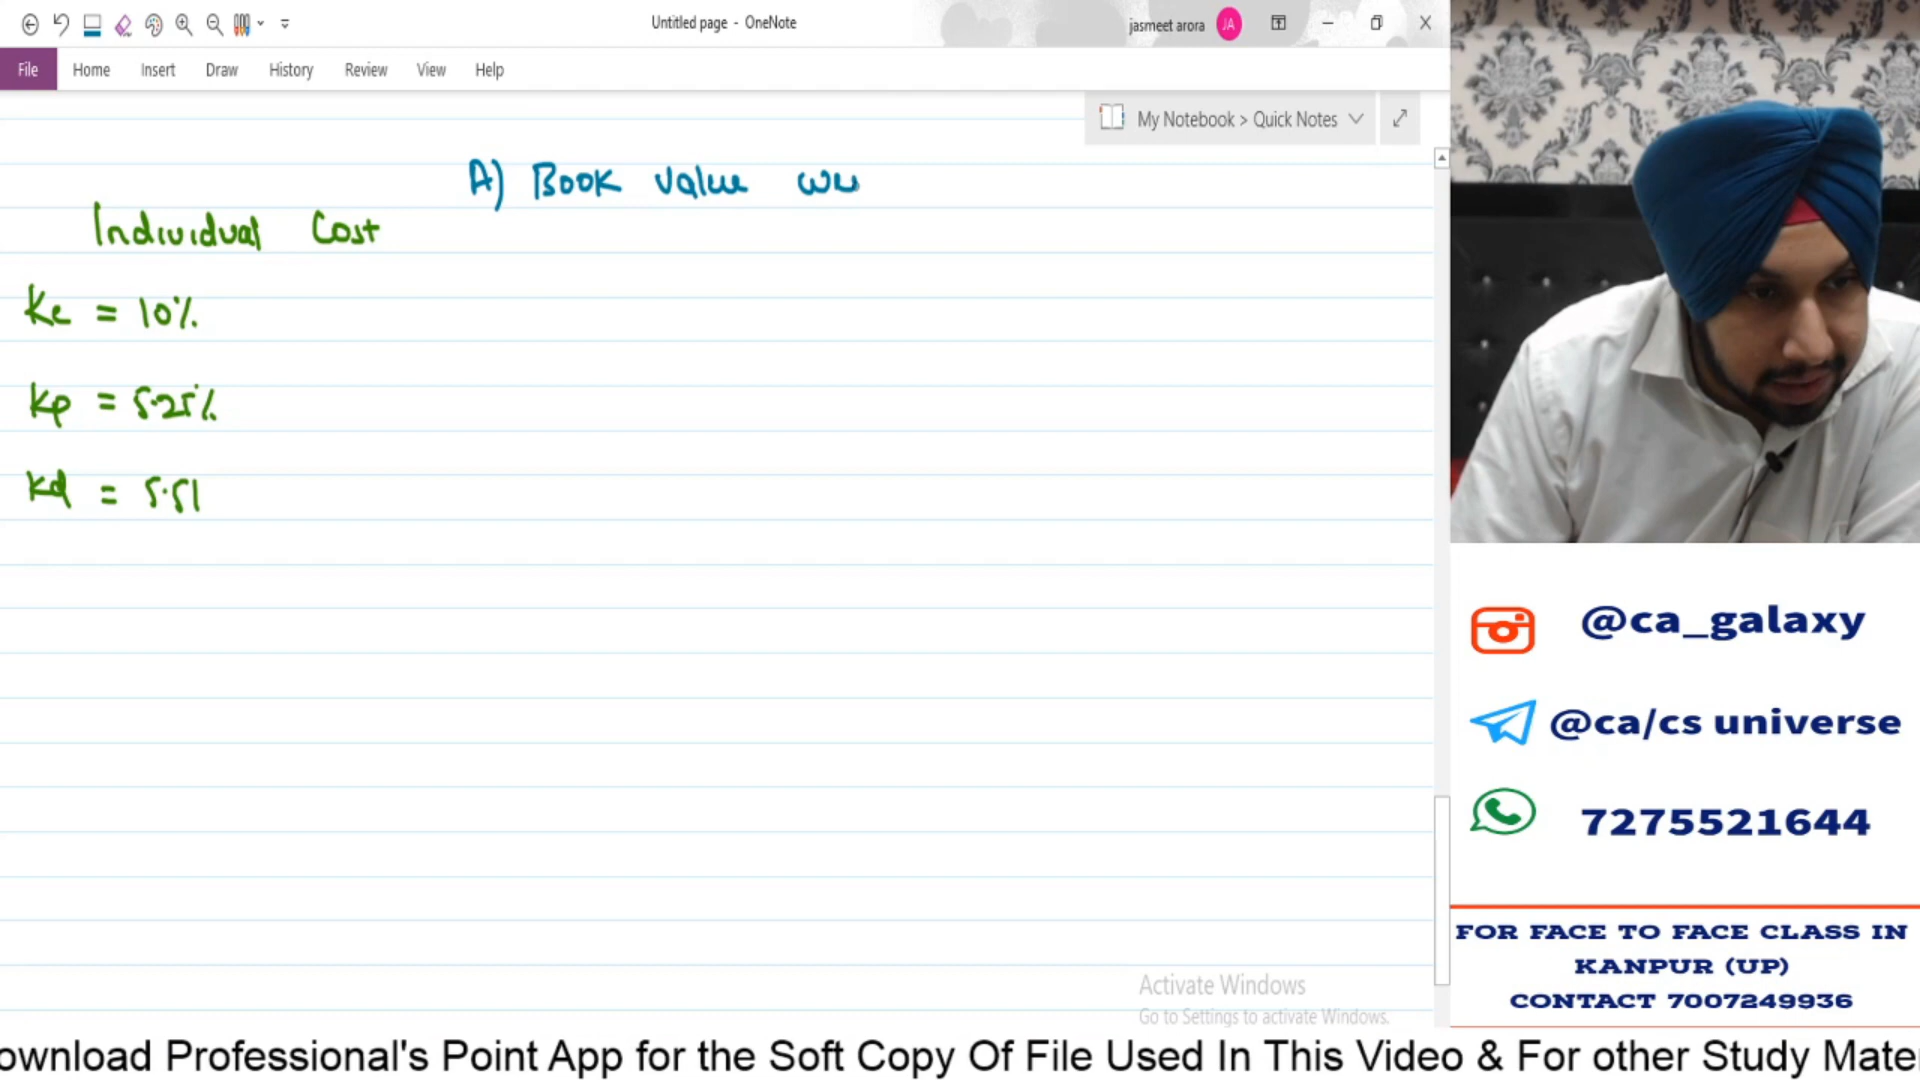 Untitled page - OneNote
jasmeet arora JA
File Home Insert Draw History Review View Help
My Notebook > Quick Notes
A) Book value
Individual Cost
Ke = 10%
Kp = 5.25%
Kd = 5.51
@ca_galaxy
@ca/cs universe
7275521644
FOR FACE TO FACE CLASS IN
KANPUR (UP)
CONTACT 7007249936
Activate Windows
Go to Settings to activate Windows.
ownload Professional's Point App for the Soft Copy Of File Used In This Video & For other Study Mate